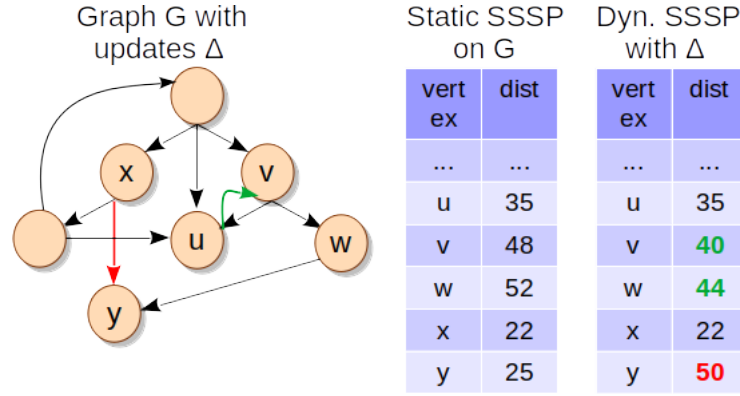 Graph G with
updates Δ
x
v
u
w
y
Static SSSP
on G
vert
ex
dist
... ...
u 35
v 48
w 52
x 22
y 25
Dyn. SSSP
with Δ
vert
ex
dist
... ...
u 35
v 40
w 44
x 22
y 50